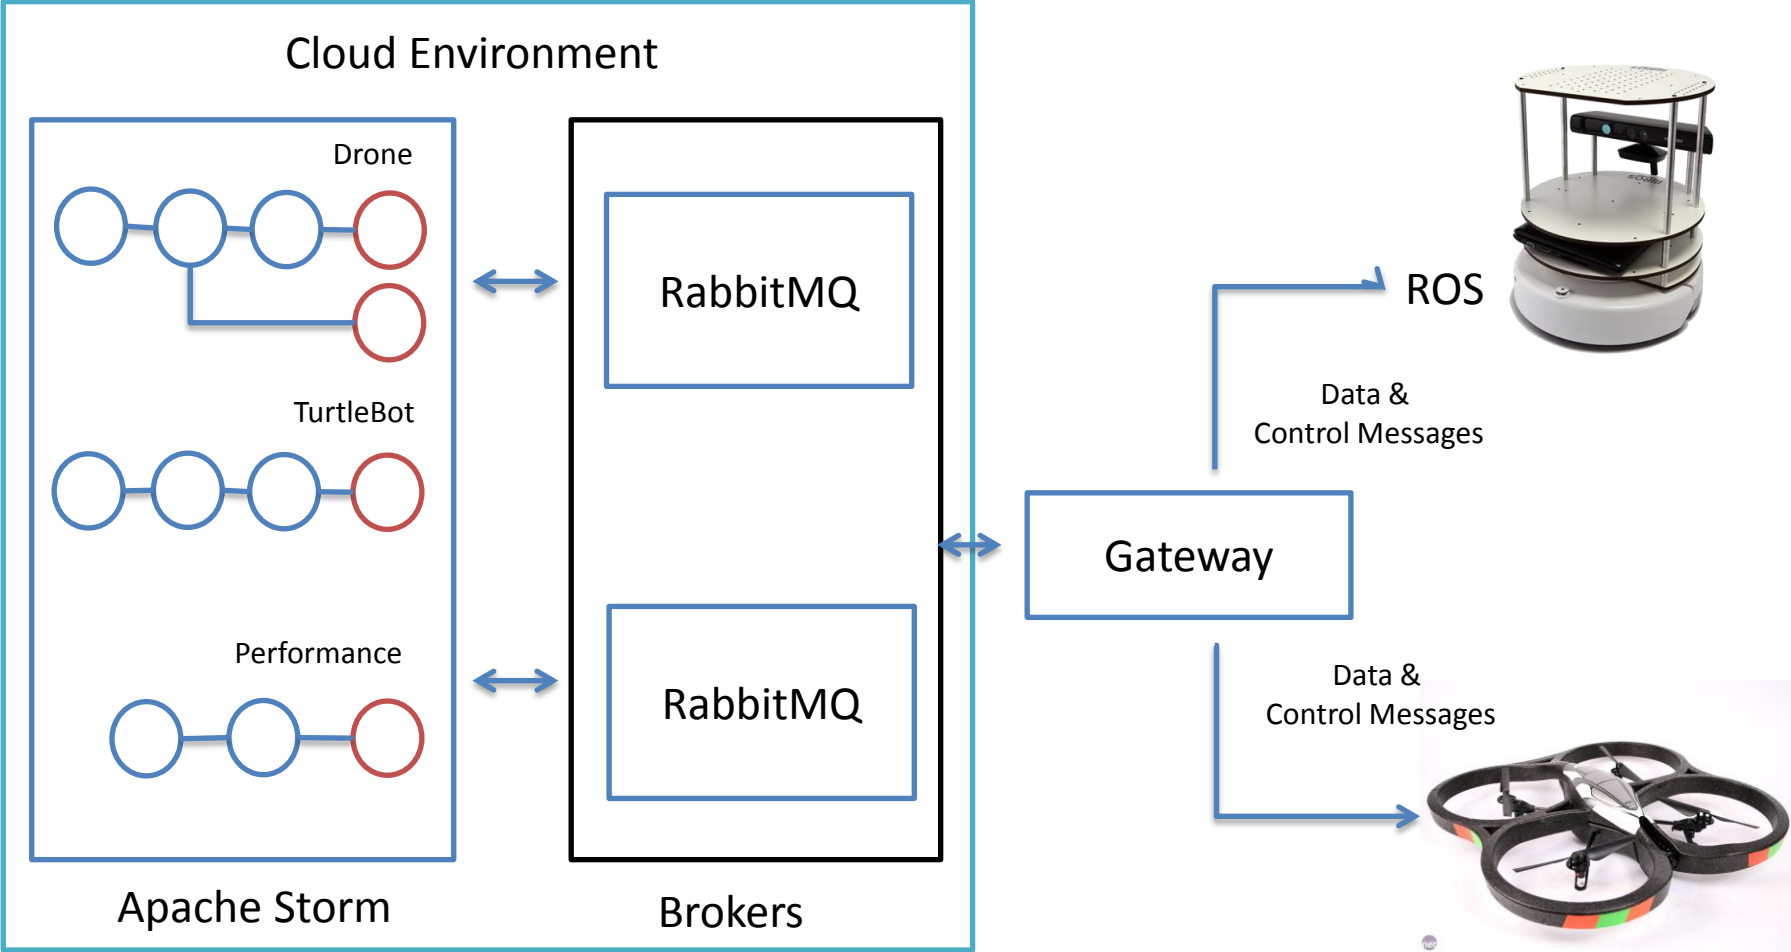 Cloud Environment
Drone
TurtleBot
Performance
Apache Storm
RabbitMQ
RabbitMQ
Brokers
Gateway
ROS
Data &
Control Messages
Data &
Control Messages